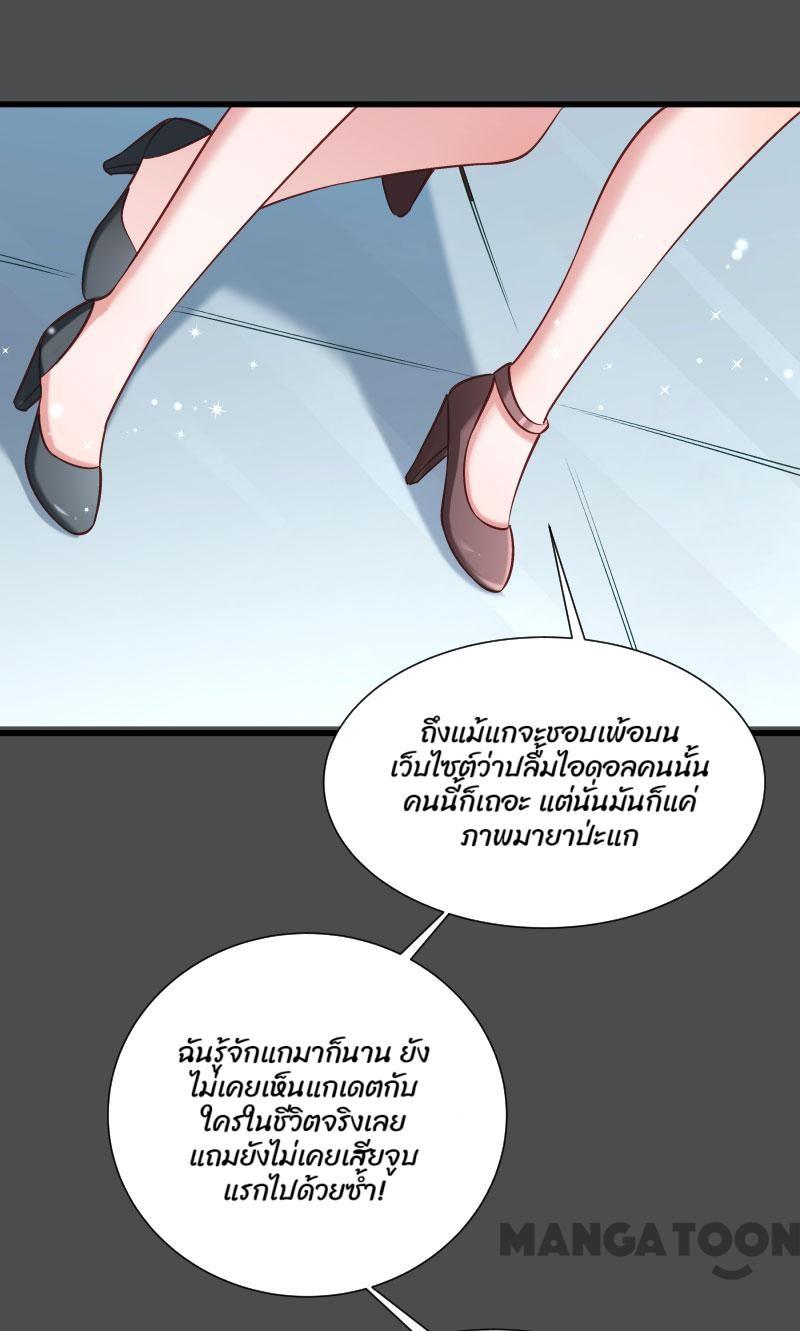 ถึงแม้แกจะชอบเพ้อบน
เว็บไซต์ว่าปลื้มไอดอลคนนั้น
คนนี้ก็เถอะ แต่นั่นมันก็แค่
ภาพมายาป่ะแก
ฉันรู้จักแกมาก็นาน ยัง
ไม่เคยเห็นแกเดตกับ
ใครในชีวิตจริงเลย
แถมยังไม่เคยเสียจูบ
แรกไปด้วยซ้ำ!
MANGATOON